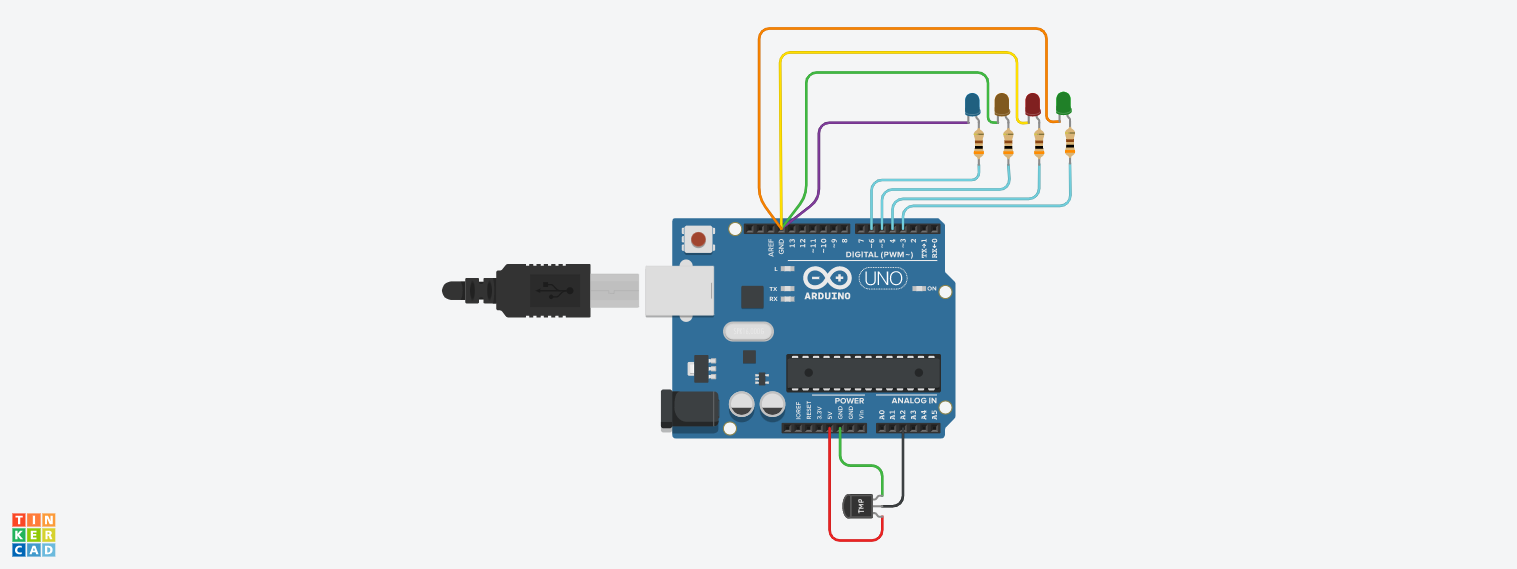 AREF
GND
13
12
~11
~10
~9
8
7
~6
~5
4
~3
2
TX→1
RX←0
DIGITAL (PWM~)
L
TX
RX
ARDUINO
UNO
ON
POWER
ANALOG IN
IOREF
RESET
3.3V
5V
GND
GND
Vin
A0
A1
A2
A3
A4
A5
TMP
TIN
KER
CAD